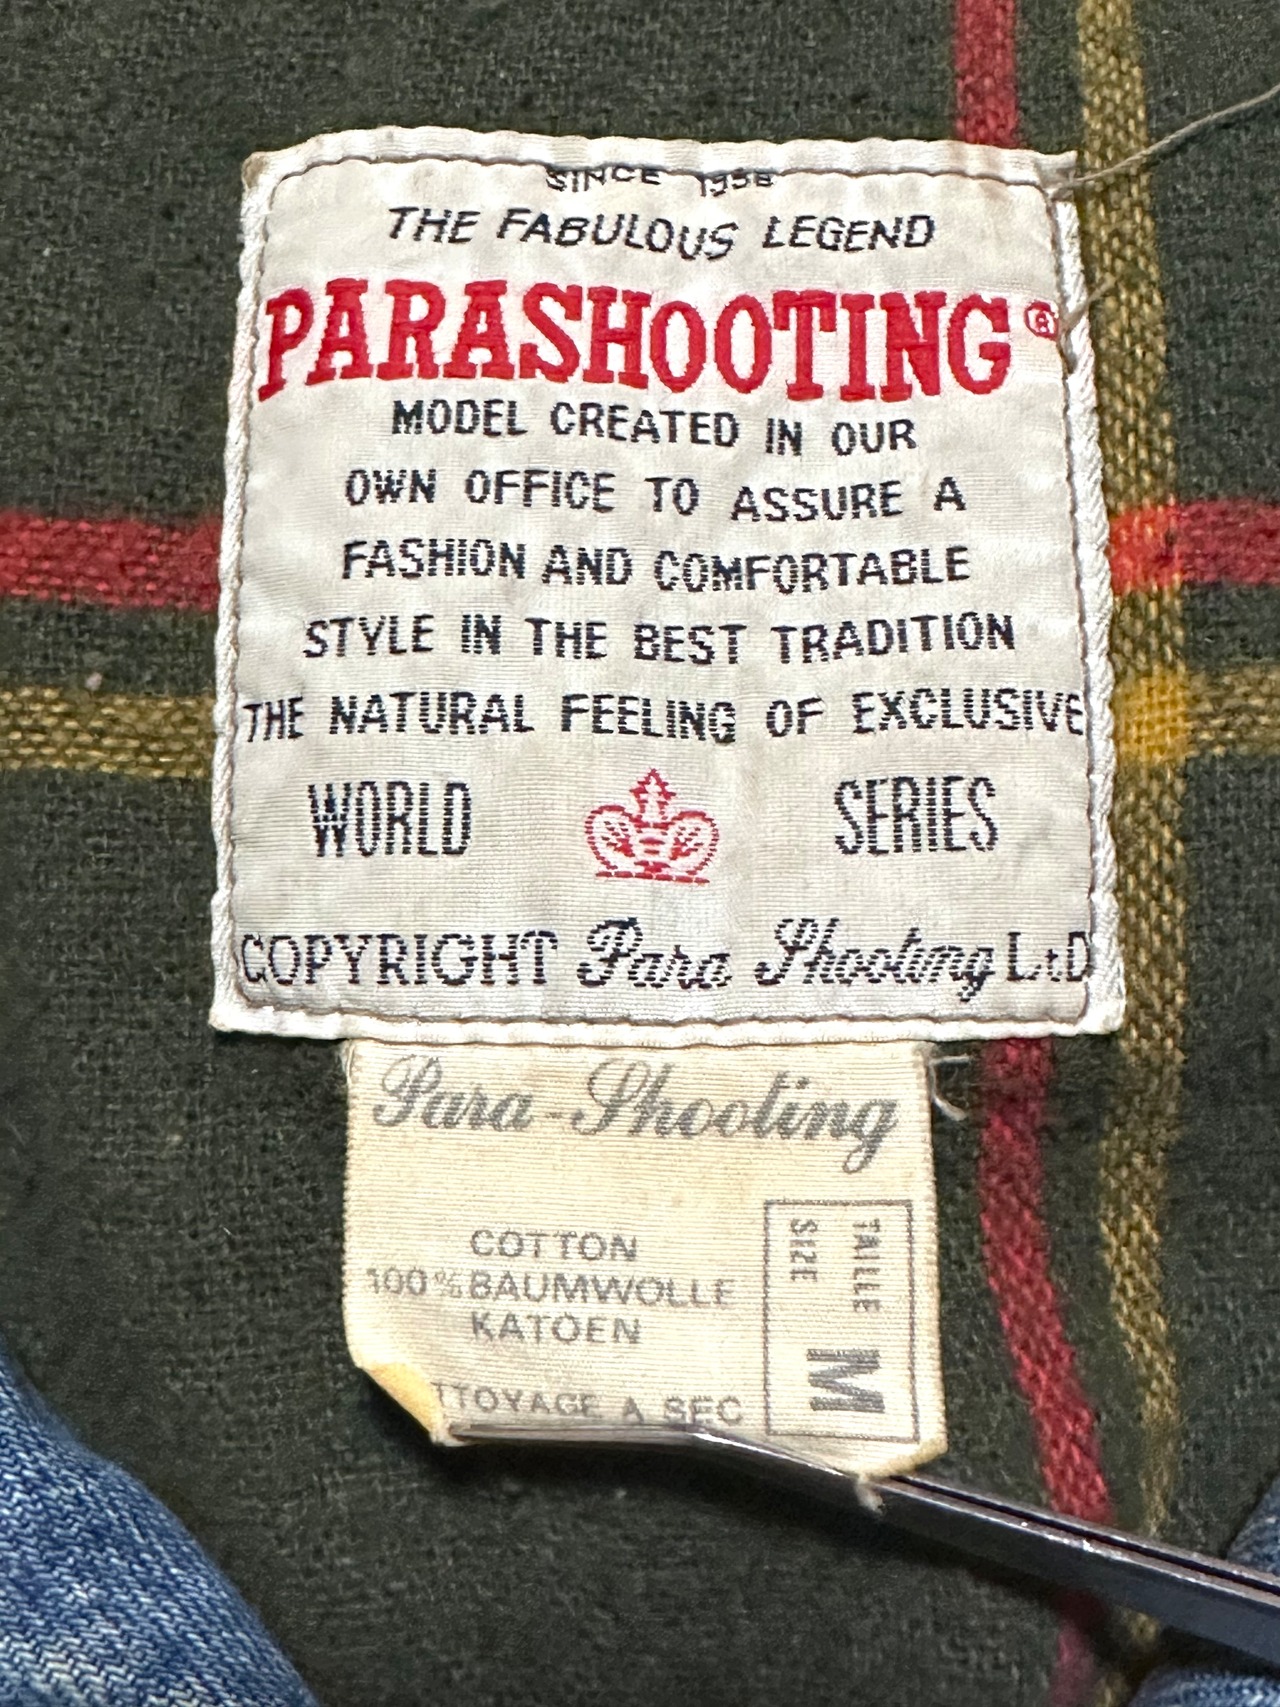 SINCE 1958
THE FABULOUS LEGEND
PARASHOOTING®
MODEL CREATED IN OUR
OWN OFFICE TO ASSURE A
FASHION AND COMFORTABLE
STYLE IN THE BEST TRADITION
THE NATURAL FEELING OF EXCLUSIVE
WORLD SERIES
COPYRIGHT Para Shooting LtD
Para-Shooting
COTTON
100% BAUMWOLLE
KATOEN
TTOYAGE A SEC
TAILLE
SIZE
M